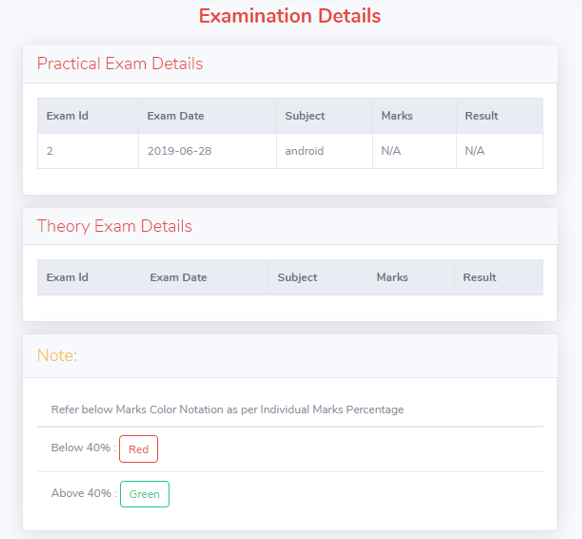 Examination Details
Practical Exam Details
Exam Id Exam Date Subject Marks Result
2 2019-06-28 android N/A N/A
Theory Exam Details
Exam Id Exam Date Subject Marks Result
Note:
Refer below Marks Color Notation as per Individual Marks Percentage
Below 40% : Red
Above 40% : Green